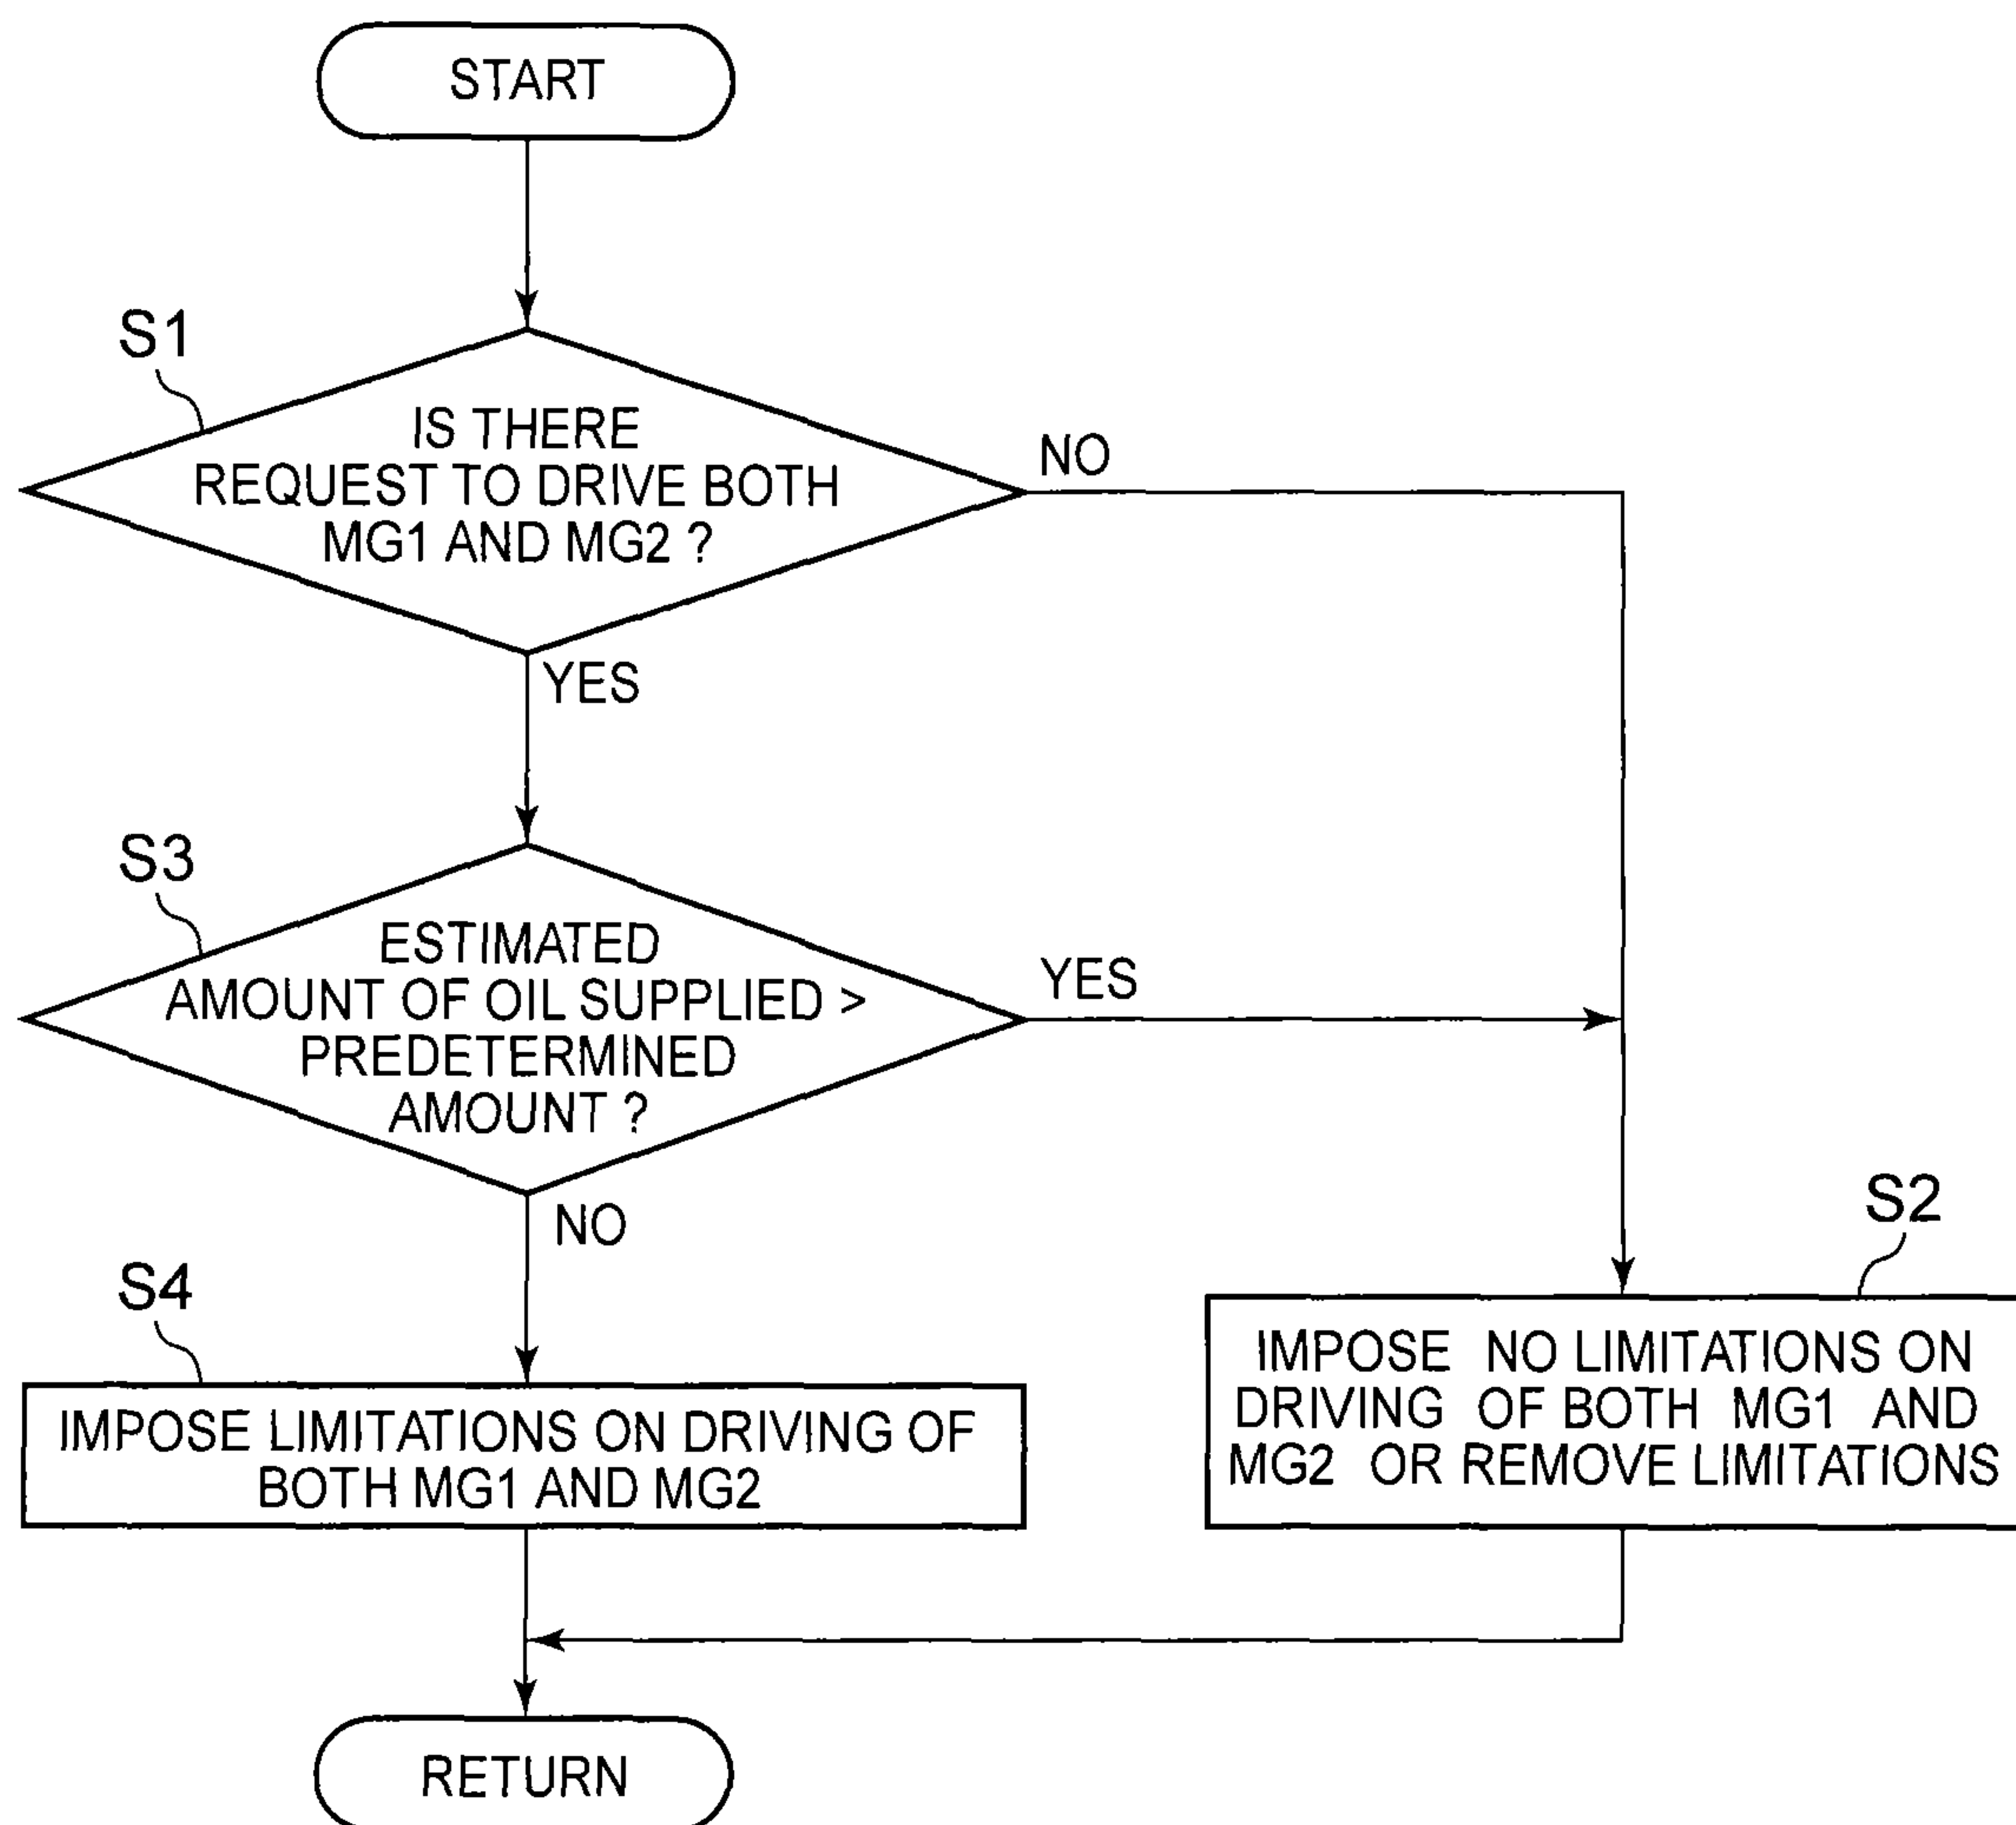 START
S1
IS THERE
REQUEST TO DRIVE BOTH
MG1 AND MG2 ?
NO
YES
S3
ESTIMATED
AMOUNT OF OIL SUPPLIED >
PREDETERMINED
AMOUNT ?
YES
NO
S2
IMPOSE NO LIMITATIONS ON
DRIVING OF BOTH MG1 AND
MG2 OR REMOVE LIMITATIONS
S4
IMPOSE LIMITATIONS ON DRIVING OF
BOTH MG1 AND MG2
RETURN